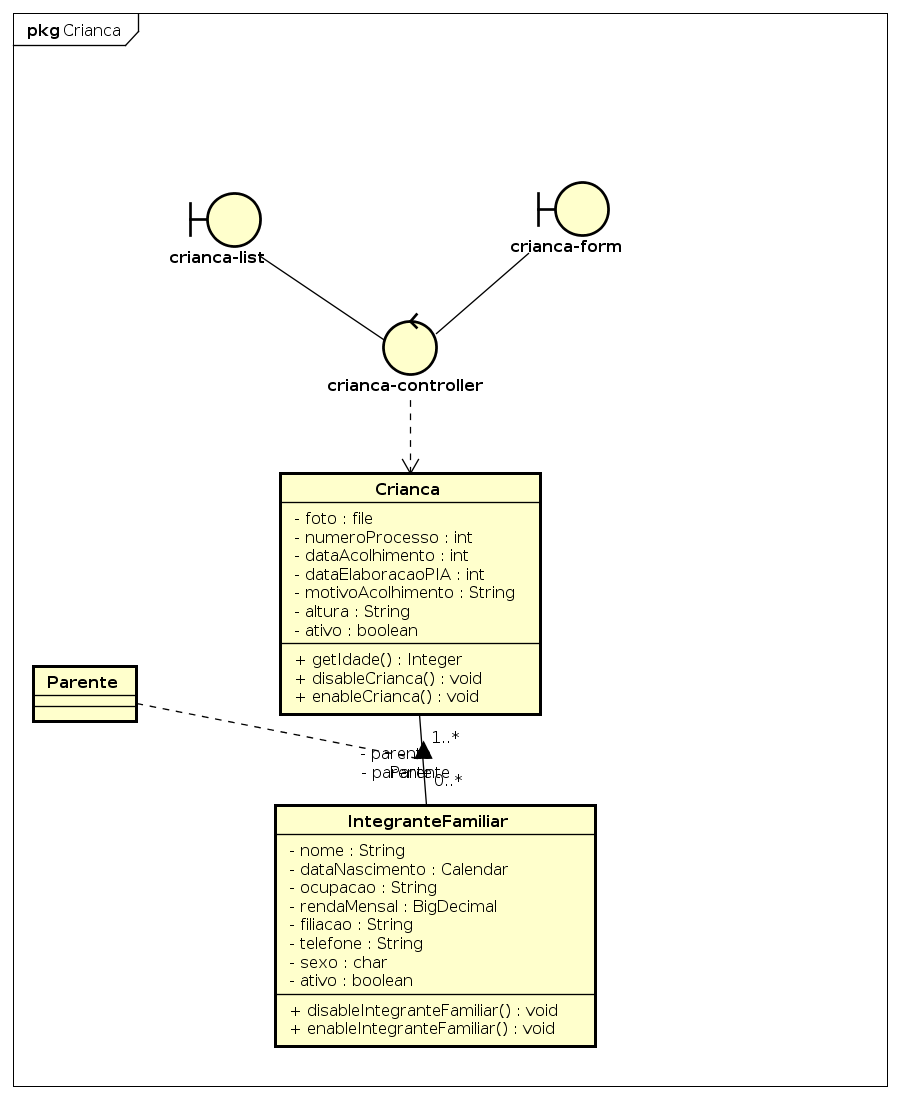 pkg Crianca
crianca-list
crianca-form
crianca-controller
Crianca
- foto : file
- numeroProcesso : int
- dataAcolhimento : int
- dataElaboracaoPIA : int
- motivoAcolhimento : String
- altura : String
- ativo : boolean
+ getIdade() : Integer
+ disableCrianca() : void
+ enableCrianca() : void
Parente
1..*
- parente
- parente
Parente
0..*
IntegranteFamiliar
- nome : String
- dataNascimento : Calendar
- ocupacao : String
- rendaMensal : BigDecimal
- filiacao : String
- telefone : String
- sexo : char
- ativo : boolean
+ disableIntegranteFamiliar() : void
+ enableIntegranteFamiliar() : void